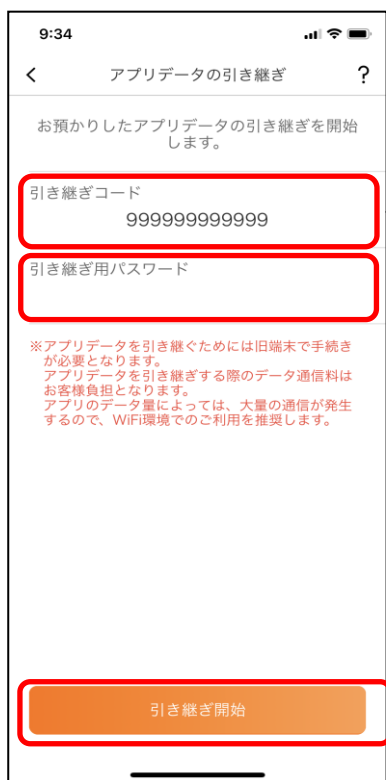 9:34
アプリデータの引き継ぎ ?
お預かりしたアプリデータの引き継ぎを開始
します。
引き継ぎコード
999999999999
引き継ぎ用パスワード
※アプリデータを引き継ぐためには旧端末で手続き
が必要となります。
アプリデータを引き継ぎする際のデータ通信料は
お客様負担となります。
アプリのデータ量によっては、大量の通信が発生
するので、WiFi環境でのご利用を推奨します。
引き継ぎ開始